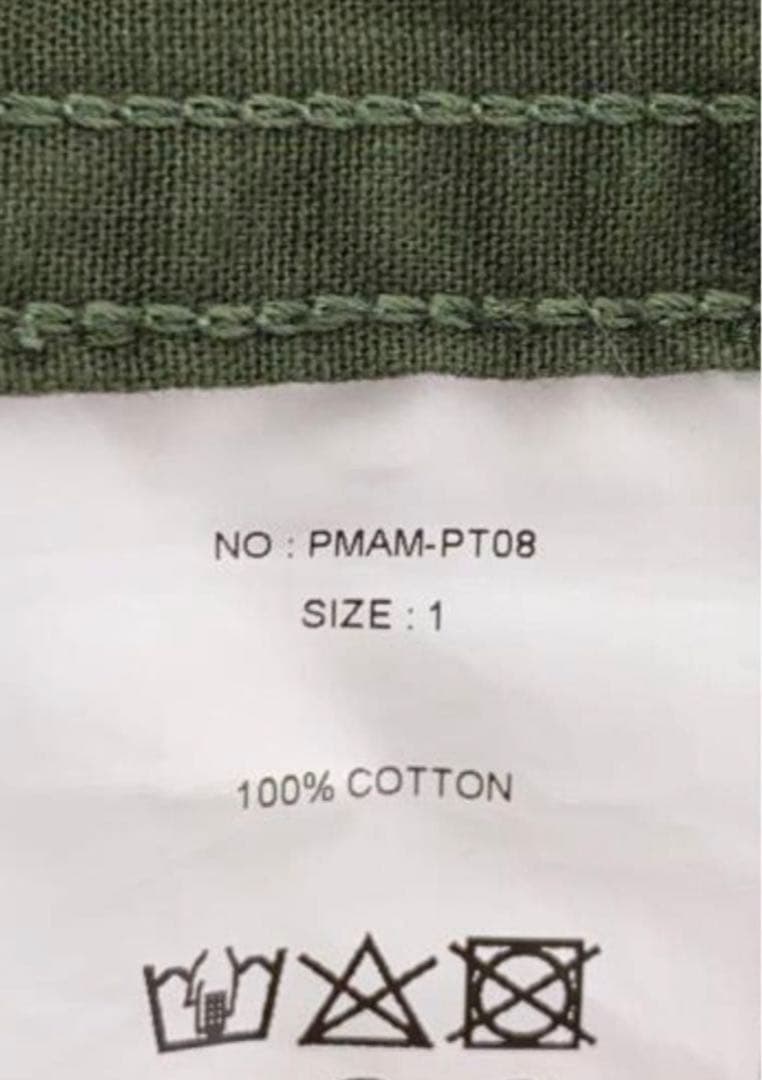 NO : PMAM-PT08
SIZE : 1
100% COTTON